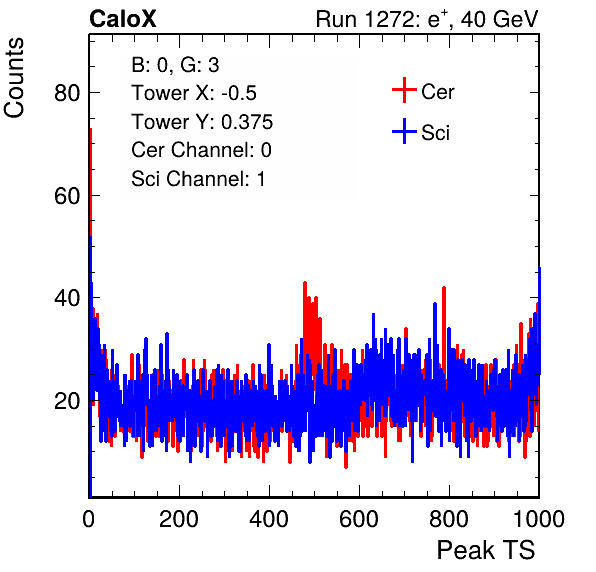 CaloX Run 1272: e+, 40 GeV
Counts
B: 0, G: 3
Tower X: -0.5
Tower Y: 0.375
Cer Channel: 0
Sci Channel: 1
Cer
Sci
80
60
40
20
0 200 400 600 800 1000
Peak TS